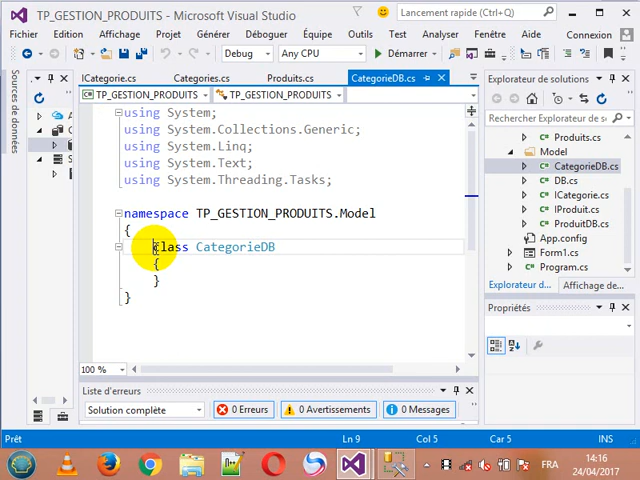 TP_GESTION_PRODUITS - Microsoft Visual Studio
Lancement rapide (Ctrl+Q)
Fichier Edition Affichage Projet Générer Déboguer Équipe Outils Test Analyser
Fenêtre Aide Connexion
Debug Any CPU Démarrer
Sources de données
ICategorie.cs Categories.cs Produits.cs CategorieDB.cs
TP_GESTION_PRODUITS TP_GESTION_PRODUITS
using System;
using System.Collections.Generic;
using System.Linq;
using System.Text;
using System.Threading.Tasks;
namespace TP_GESTION_PRODUITS.Model
{
class CategorieDB
{
}
}
100 %
Explorateur de solutions
Rechercher Explorateur de s
Produits.cs
Model
CategorieDB.cs
DB.cs
ICategorie.cs
IProduit.cs
ProduitDB.cs
App.config
Form1.cs
Program.cs
Explorateur d... Affichage de...
Propriétés
Liste d'erreurs
Solution complète 0 Erreurs 0 Avertissements 0 Messages
Prêt Ln 9 Col 5 Car 5 INS
FR
14:16
24/04/2017